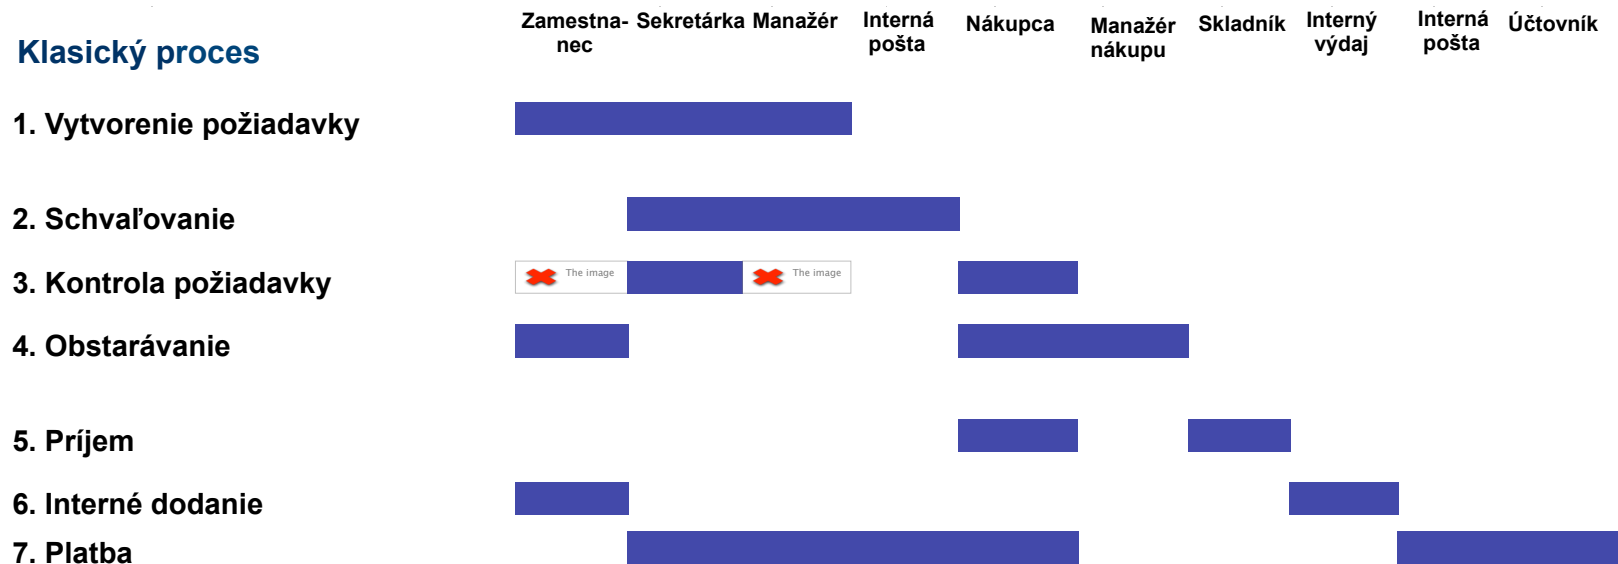 Zamestna-
nec
Sekretárka
Manažér
Interná
pošta
Nákupca
Manažér
nákupu
Skladník
Interný
výdaj
Interná
pošta
Účtovník
Klasický proces
1. Vytvorenie požiadavky
2. Schvaľovanie
3. Kontrola požiadavky
The image
The image
4. Obstarávanie
5. Príjem
6. Interné dodanie
7. Platba